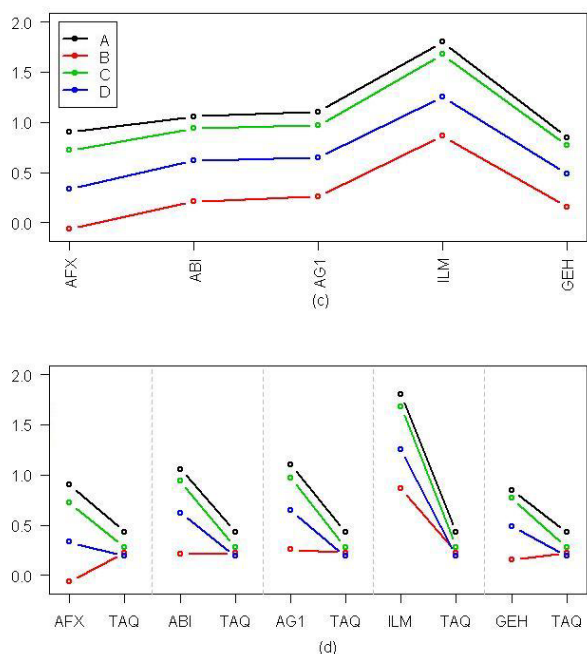 2.0
1.5
1.0
0.5
0.0
A
B
C
D
AFX
ABI
AG1
ILM
GEH
(c)
2.0
1.5
1.0
0.5
0.0
AFX TAQ ABI TAQ AG1 TAQ ILM TAQ GEH TAQ
(d)